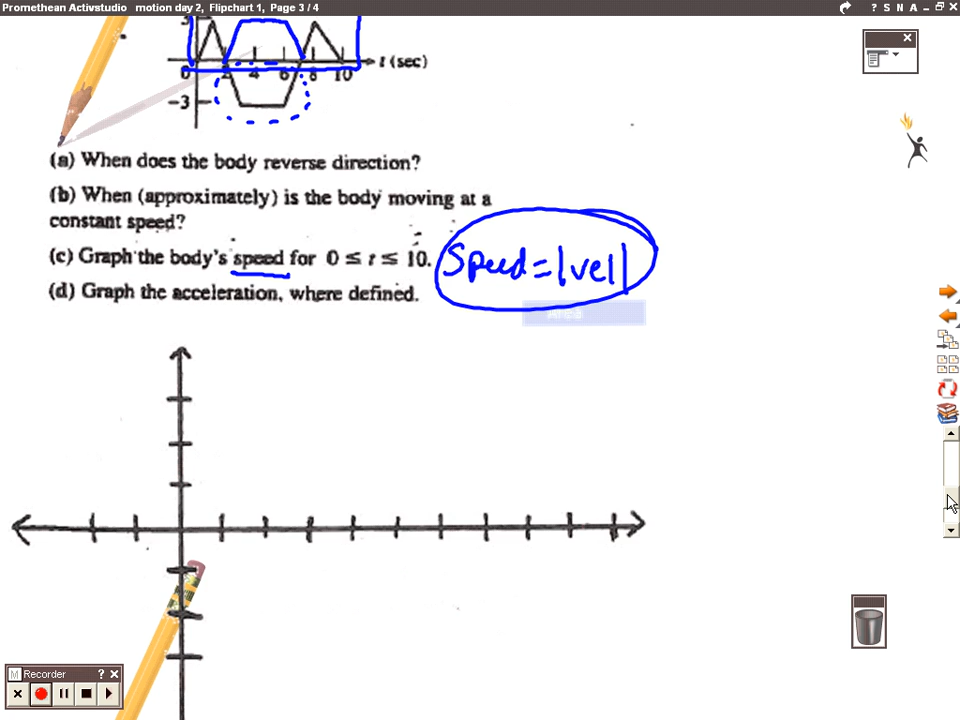 Promethean Activstudio motion day 2, Flipchart 1, Page 3 / 4
? S N A
3
0 2 4 6 8 10 t (sec)
−3
(a) When does the body reverse direction?
(b) When (approximately) is the body moving at a
constant speed?
(c) Graph the body's speed for 0 ≤ t ≤ 10.
Speed = |vel|
(d) Graph the acceleration, where defined.
M Recorder ?